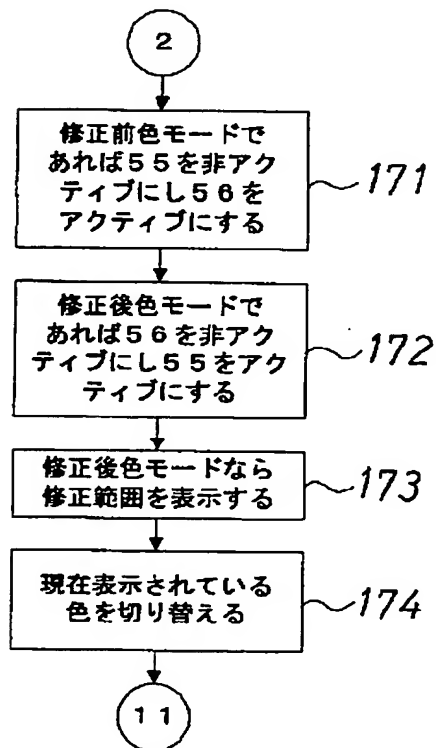 ２
修正前色モードで
あれば５５を非アク
ティブにし５６を
アクティブにする
171
修正後色モードで
あれば５６を非アク
ティブにし５５をアク
ティブにする
172
修正後色モードなら
修正範囲を表示する
173
現在表示されている
色を切り替える
174
１１